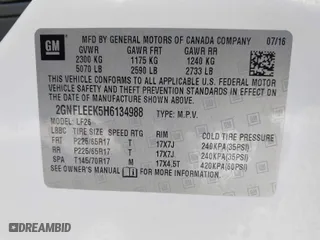 GM
MFD BY GENERAL MOTORS OF CANADA COMPANY 07/16
GVWR GAWR FRT GAWR RR
2300 KG 1175 KG 1240 KG
5070 LB 2590 LB 2733 LB
THIS VEHICLE CONFORMS TO ALL APPLICABLE U.S. FEDERAL
MOTOR VEHICLE SAFETY AND THEFT PREVENTION STANDARDS
IN EFFECT ON THE DATE OF MANUFACTURE SHOWN ABOVE.
2GNFLEEK5H6134988 TYPE: M.P.V.
MODEL: LF26
LBBC TIRE SIZE SPEED RTG RIM COLD TIRE PRESSURE
FRT P225/65R17 T 17X7J 240KPA(35PSI)
RR P225/65R17 T 17X7J 240KPA(35PSI)
SPA T145/70R17 M 17X4.5T 420KPA(60PSI)
SEE OWNER'S MANUAL FOR MORE INFORMATION